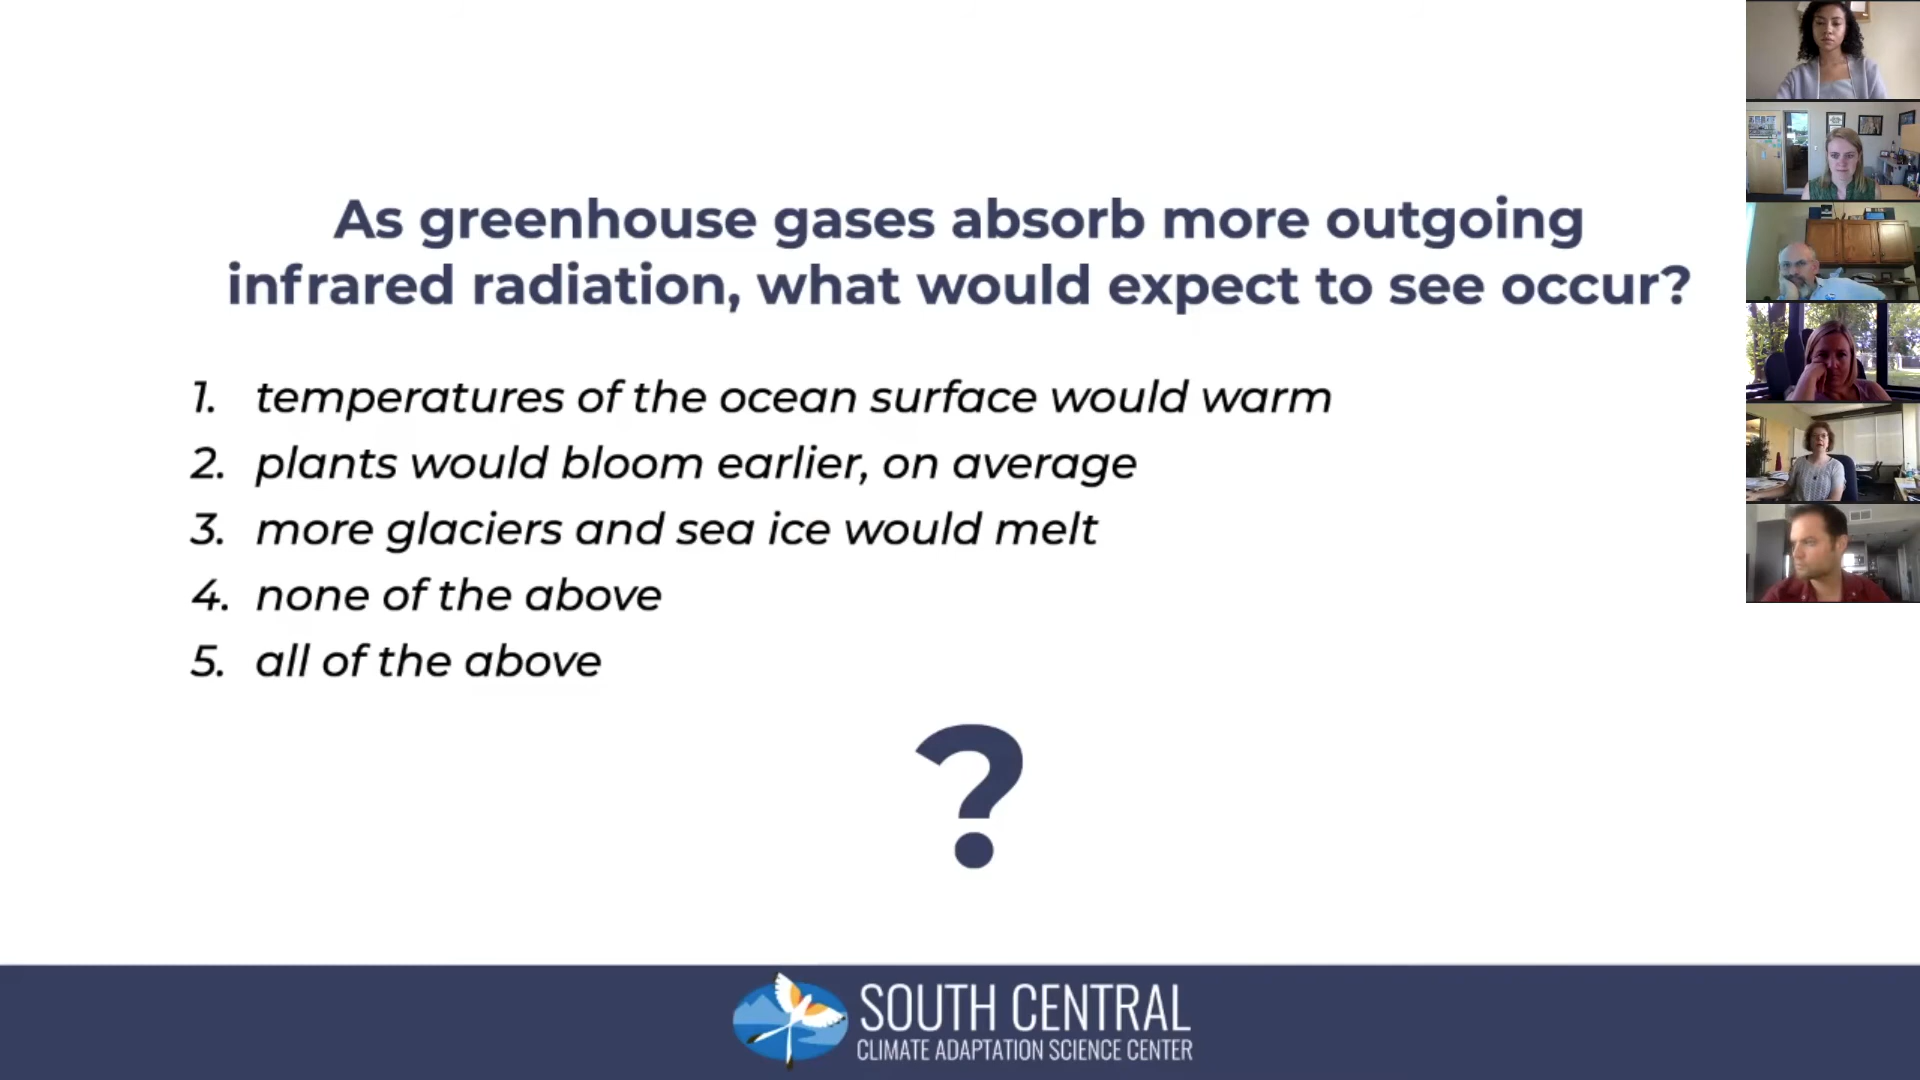 As greenhouse gases absorb more outgoing
infrared radiation, what would expect to see occur?
1. temperatures of the ocean surface would warm
2. plants would bloom earlier, on average
3. more glaciers and sea ice would melt
4. none of the above
5. all of the above
?
SOUTH CENTRAL
CLIMATE ADAPTATION SCIENCE CENTER